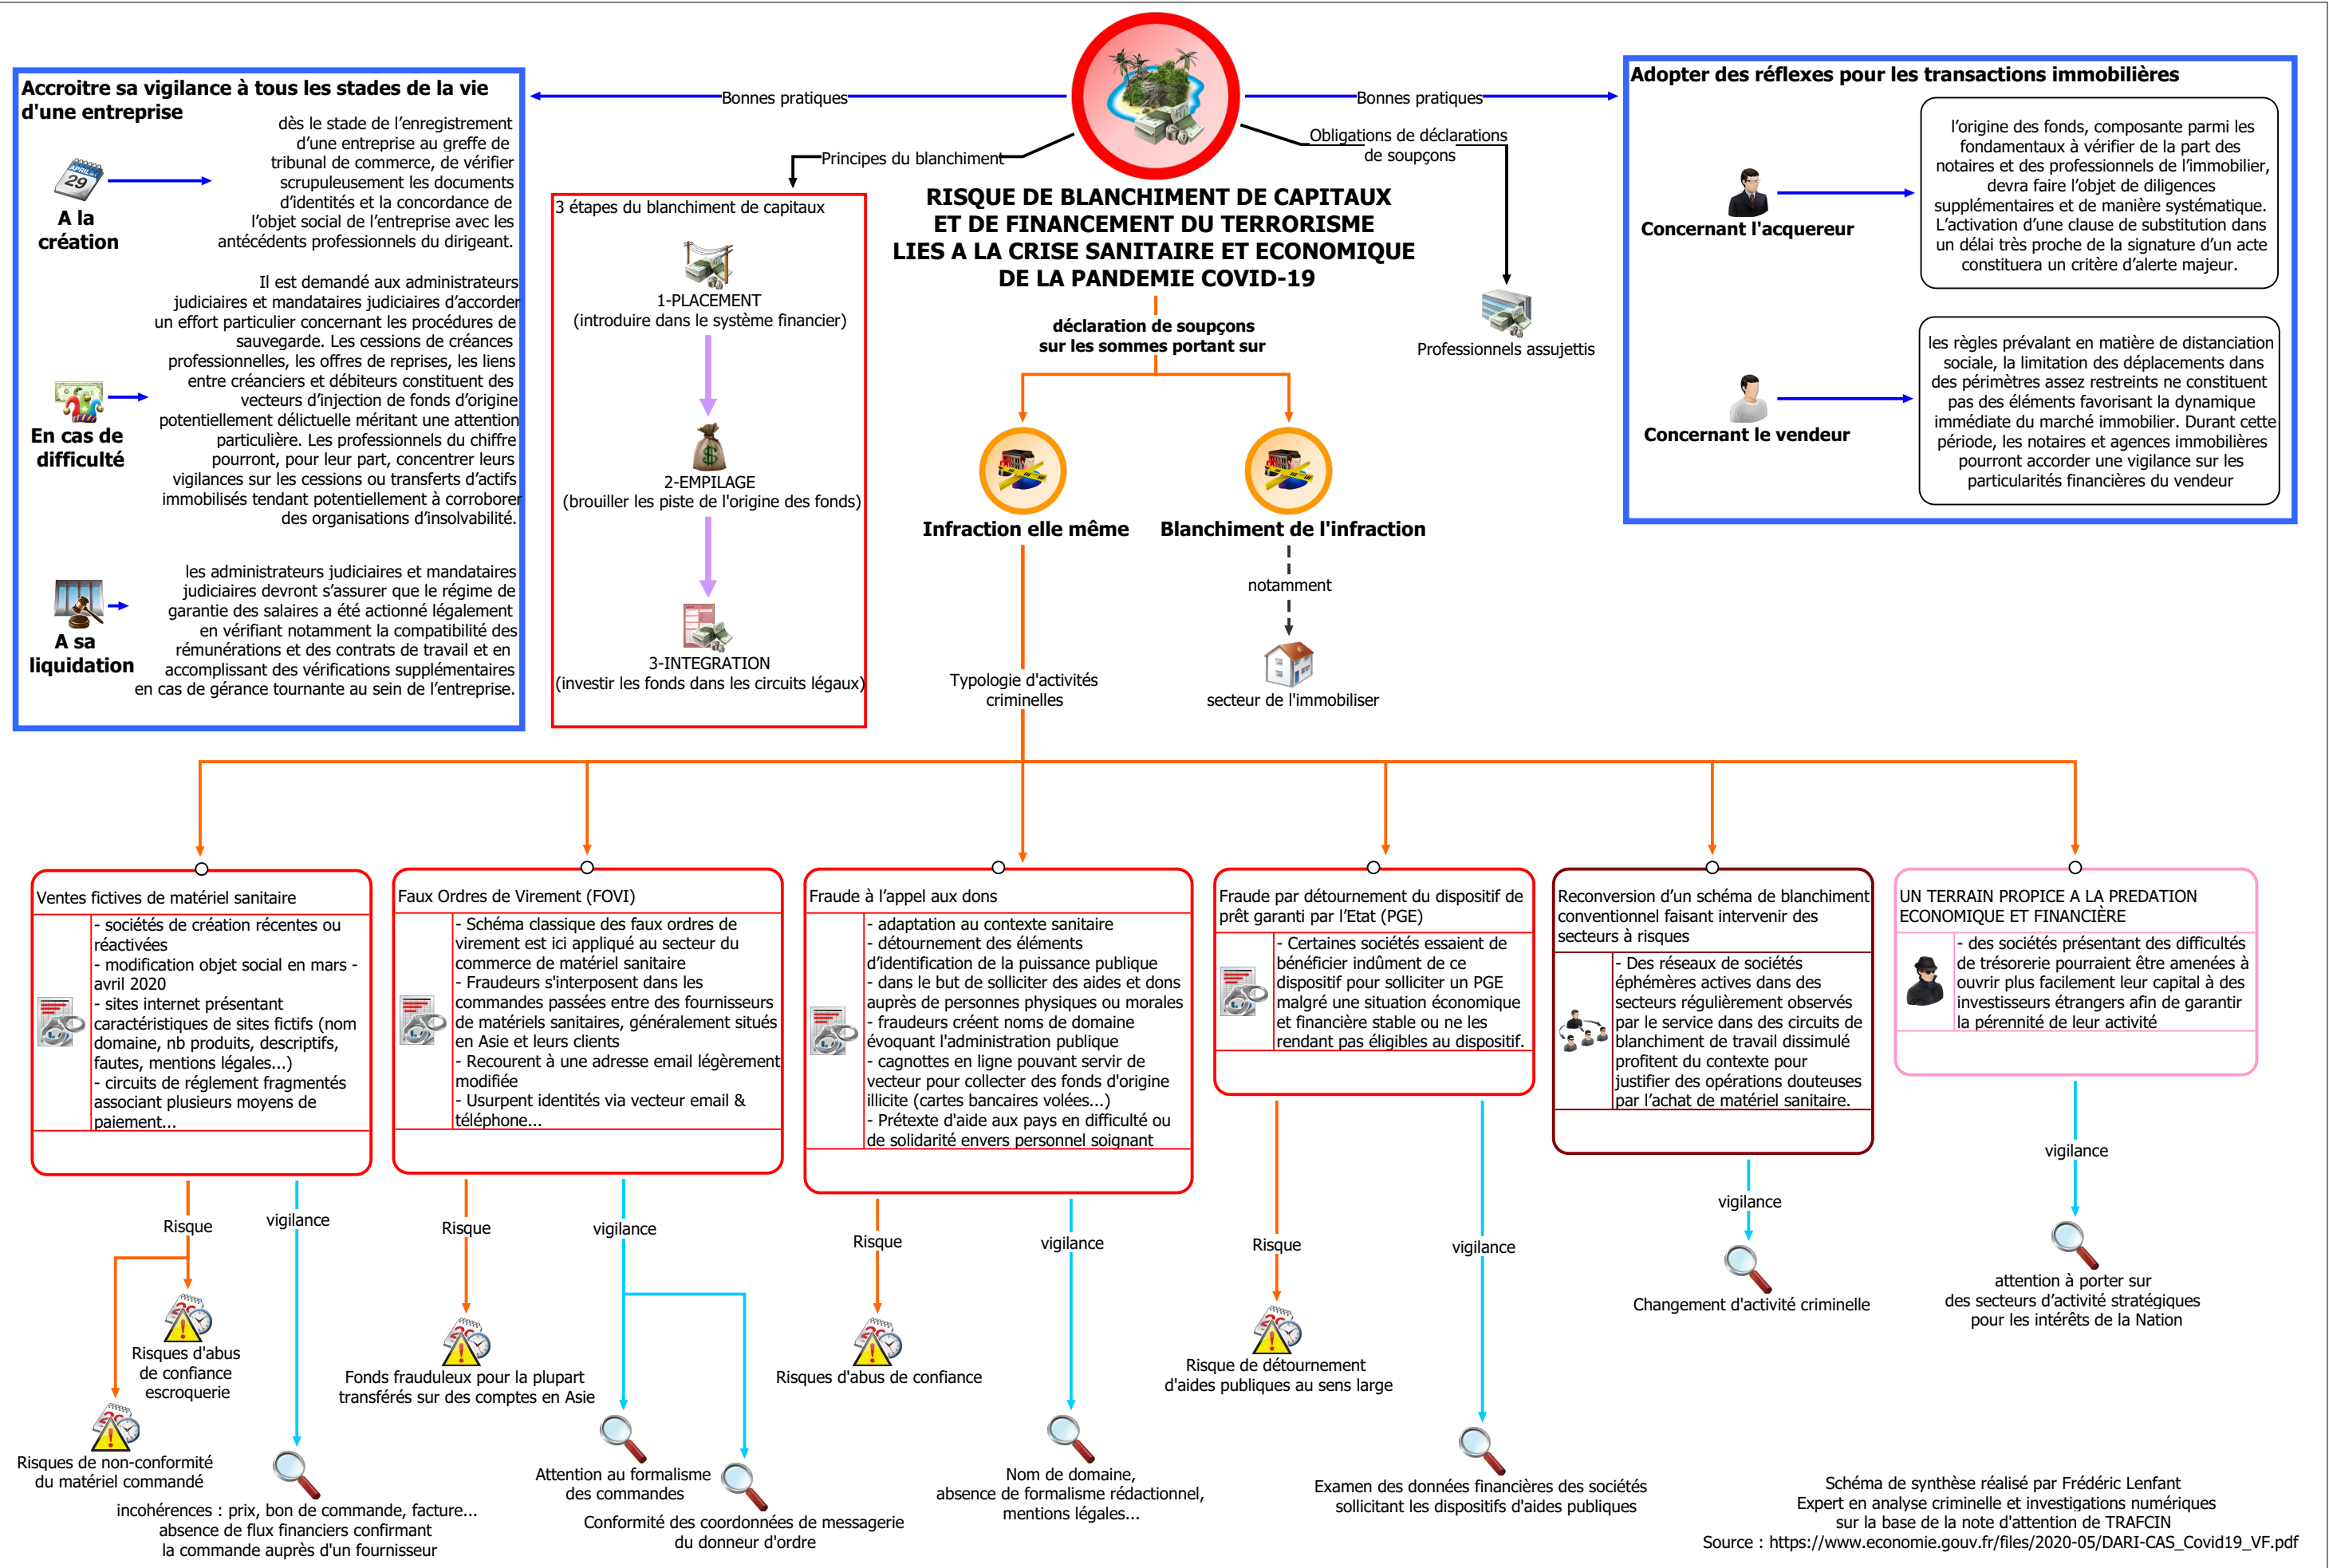 Accroitre sa vigilance à tous les stades de la vie
d'une entreprise
dès le stade de l'enregistrement
d'une entreprise au greffe de
tribunal de commerce, de vérifier
scrupuleusement les documents
d'identités et la concordance de
l'objet social de l'entreprise avec les
antécédents professionnels du dirigeant.
APRIL
29
A la
création
Il est demandé aux administrateurs
judiciaires et mandataires judiciaires d'accorder
un effort particulier concernant les procédures de
sauvegarde. Les cessions de créances
professionnelles, les offres de reprises, les liens
entre créanciers et débiteurs constituent des
vecteurs d'injection de fonds d'origine
potentiellement délictuelle méritant une attention
particulière. Les professionnels du chiffre
pourront, pour leur part, concentrer leurs
vigilances sur les cessions ou transferts d'actifs
immobilisés tendant potentiellement à corroborer
des organisations d'insolvabilité.
En cas de
difficulté
les administrateurs judiciaires et mandataires
judiciaires devront s'assurer que le régime de
garantie des salaires a été actionné légalement
en vérifiant notamment la compatibilité des
rémunérations et des contrats de travail et en
accomplissant des vérifications supplémentaires
en cas de gérance tournante au sein de l'entreprise.
A sa
liquidation
Bonnes pratiques
Principes du blanchiment
3 étapes du blanchiment de capitaux
1-PLACEMENT
(introduire dans le système financier)
2-EMPILAGE
(brouiller les piste de l'origine des fonds)
3-INTEGRATION
(investir les fonds dans les circuits légaux)
RISQUE DE BLANCHIMENT DE CAPITAUX
ET DE FINANCEMENT DU TERRORISME
LIES A LA CRISE SANITAIRE ET ECONOMIQUE
DE LA PANDEMIE COVID-19
Bonnes pratiques
Obligations de déclarations
de soupçons
Professionnels assujettis
déclaration de soupçons
sur les sommes portant sur
Infraction elle même
Blanchiment de l'infraction
notamment
secteur de l'immobiliser
Typologie d'activités
criminelles
Adopter des réflexes pour les transactions immobilières
Concernant l'acquereur
l'origine des fonds, composante parmi les
fondamentaux à vérifier de la part des
notaires et des professionnels de l'immobilier,
devra faire l'objet de diligences
supplémentaires et de manière systématique.
L'activation d'une clause de substitution dans
un délai très proche de la signature d'un acte
constituera un critère d'alerte majeur.
Concernant le vendeur
les règles prévalant en matière de distanciation
sociale, la limitation des déplacements dans
des périmètres assez restreints ne constituent
pas des éléments favorisant la dynamique
immédiate du marché immobilier. Durant cette
période, les notaires et agences immobilières
pourront accorder une vigilance sur les
particularités financières du vendeur
Ventes fictives de matériel sanitaire
- sociétés de création récentes ou
réactivées
- modification objet social en mars -
avril 2020
- sites internet présentant
caractéristiques de sites fictifs (nom
domaine, nb produits, descriptifs,
fautes, mentions légales...)
- circuits de réglement fragmentés
associant plusieurs moyens de
paiement...
Risque
Risques d'abus
de confiance
escroquerie
Risques de non-conformité
du matériel commandé
vigilance
incohérences : prix, bon de commande, facture...
absence de flux financiers confirmant
la commande auprès d'un fournisseur
Faux Ordres de Virement (FOVI)
- Schéma classique des faux ordres de
virement est ici appliqué au secteur du
commerce de matériel sanitaire
- Fraudeurs s'interposent dans les
commandes passées entre des fournisseurs
de matériels sanitaires, généralement situés
en Asie et leurs clients
- Recourent à une adresse email légèrement
modifiée
- Usurpent identités via vecteur email &
téléphone...
Risque
Fonds frauduleux pour la plupart
transférés sur des comptes en Asie
vigilance
Attention au formalisme
des commandes
Conformité des coordonnées de messagerie
du donneur d'ordre
Fraude à l'appel aux dons
- adaptation au contexte sanitaire
- détournement des éléments
d'identification de la puissance publique
- dans le but de solliciter des aides et dons
auprès de personnes physiques ou morales
- fraudeurs créent noms de domaine
évoquant l'administration publique
- cagnottes en ligne pouvant servir de
vecteur pour collecter des fonds d'origine
illicite (cartes bancaires volées...)
- Prétexte d'aide aux pays en difficulté ou
de solidarité envers personnel soignant
Risque
Risques d'abus de confiance
vigilance
Nom de domaine,
absence de formalisme rédactionnel,
mentions légales...
Fraude par détournement du dispositif de
prêt garanti par l'Etat (PGE)
- Certaines sociétés essaient de
bénéficier indûment de ce
dispositif pour solliciter un PGE
malgré une situation économique
et financière stable ou ne les
rendant pas éligibles au dispositif.
Risque
Risque de détournement
d'aides publiques au sens large
vigilance
Examen des données financières des sociétés
sollicitant les dispositifs d'aides publiques
Reconversion d'un schéma de blanchiment
conventionnel faisant intervenir des
secteurs à risques
- Des réseaux de sociétés
éphémères actives dans des
secteurs régulièrement observés
par le service dans des circuits de
blanchiment de travail dissimulé
profitent du contexte pour
justifier des opérations douteuses
par l'achat de matériel sanitaire.
vigilance
Changement d'activité criminelle
UN TERRAIN PROPICE A LA PREDATION
ECONOMIQUE ET FINANCIÈRE
- des sociétés présentant des difficultés
de trésorerie pourraient être amenées à
ouvrir plus facilement leur capital à des
investisseurs étrangers afin de garantir
la pérennité de leur activité
vigilance
attention à porter sur
des secteurs d'activité stratégiques
pour les intérêts de la Nation
Schéma de synthèse réalisé par Frédéric Lenfant
Expert en analyse criminelle et investigations numériques
sur la base de la note d'attention de TRAFCIN
Source : https://www.economie.gouv.fr/files/2020-05/DARI-CAS_Covid19_VF.pdf